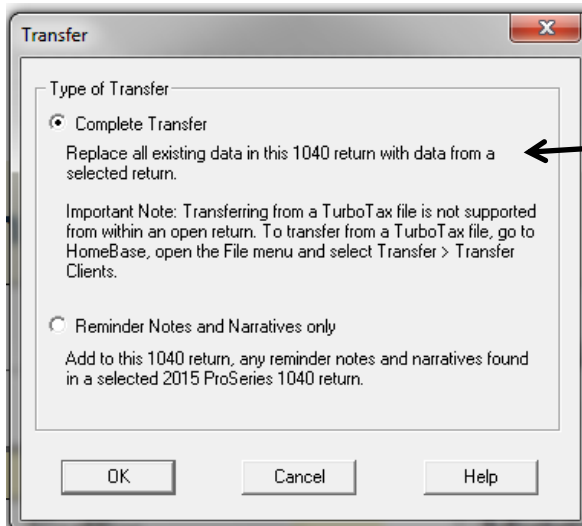 Transfer
Type of Transfer
Complete Transfer
Replace all existing data in this 1040 return with data from a
selected return.
Important Note: Transferring from a TurboTax file is not supported
from within an open return. To transfer from a TurboTax file, go to
HomeBase, open the File menu and select Transfer > Transfer
Clients.
Reminder Notes and Narratives only
Add to this 1040 return, any reminder notes and narratives found
in a selected 2015 ProSeries 1040 return.
OK Cancel Help